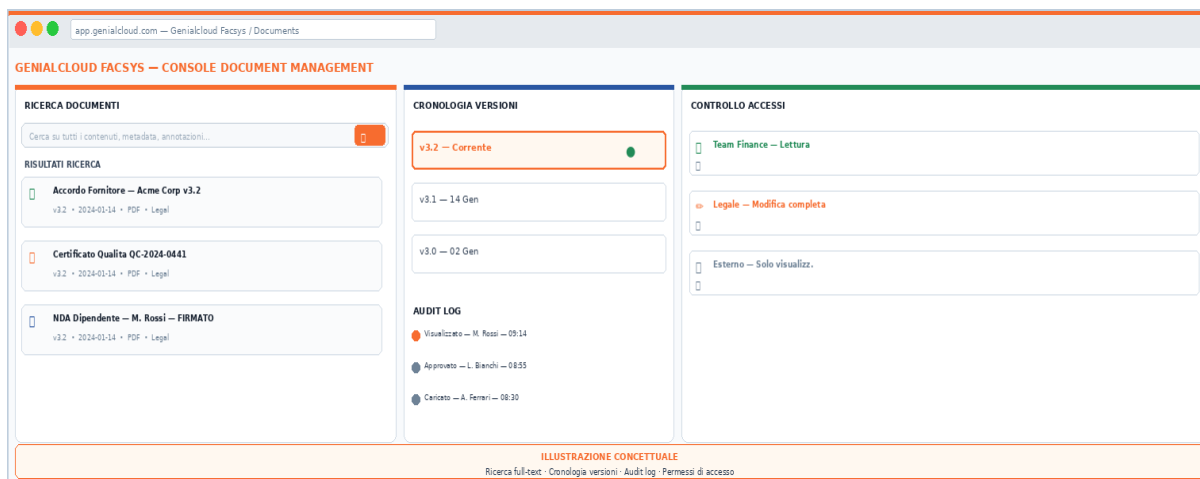 app.genialcloud.com — Genialcloud Facsys / Documents
GENIALCLOUD FACSYS — CONSOLE DOCUMENT MANAGEMENT
RICERCA DOCUMENTI
Cerca su tutti i contenuti, metadata, annotazioni...
RISULTATI RICERCA
Accordo Fornitore — Acme Corp v3.2
v3.2 • 2024-01-14 • PDF • Legal
Certificato Qualita QC-2024-0441
v3.2 • 2024-01-14 • PDF • Legal
NDA Dipendente — M. Rossi — FIRMATO
v3.2 • 2024-01-14 • PDF • Legal
CRONOLOGIA VERSIONI
v3.2 — Corrente
v3.1 — 14 Gen
v3.0 — 02 Gen
AUDIT LOG
Visualizzato — M. Rossi — 09:14
Approvato — L. Bianchi — 08:55
Caricato — A. Ferrari — 08:30
CONTROLLO ACCESSI
Team Finance — Lettura
Legale — Modifica completa
Esterno — Solo visualizz.
ILLUSTRAZIONE CONCETTUALE
Ricerca full-text · Cronologia versioni · Audit log · Permessi di accesso